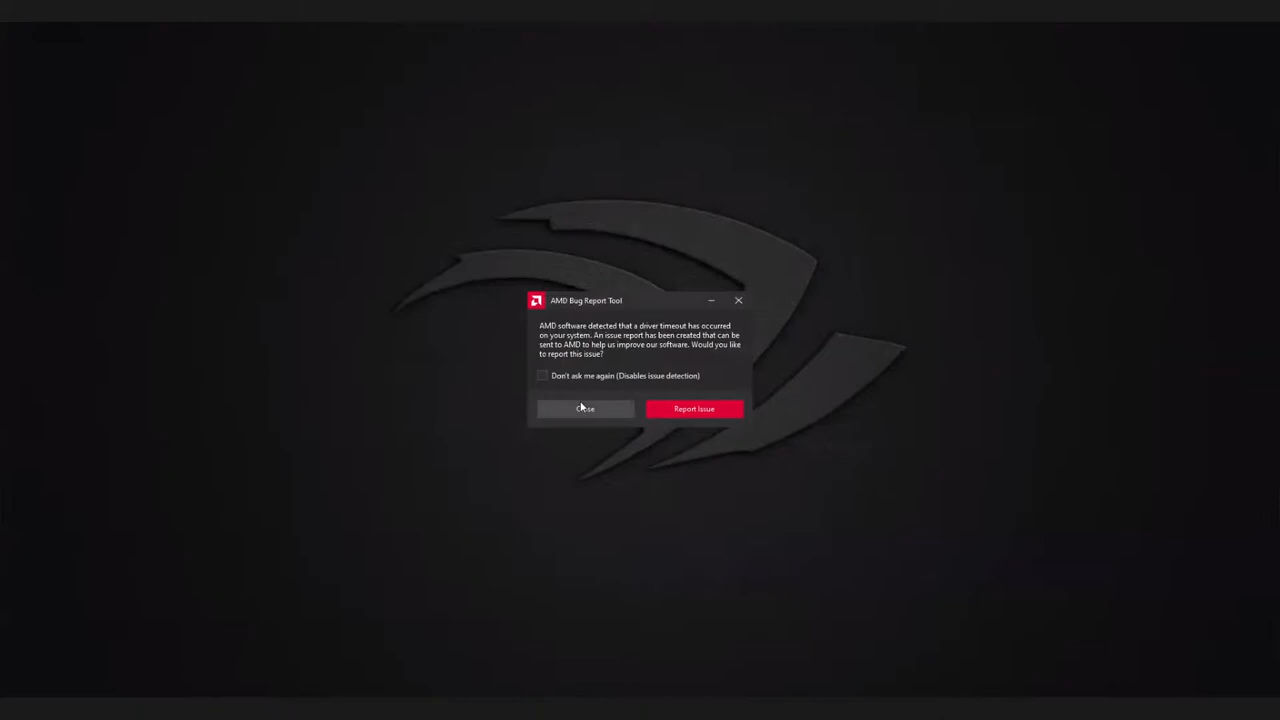 AMD Bug Report Tool
AMD software detected that a driver timeout has occurred
on your system. An issue report has been created that can be
sent to AMD to help us improve our software. Would you like
to report this issue?
Don't ask me again (Disables issue detection)
Close
Report Issue